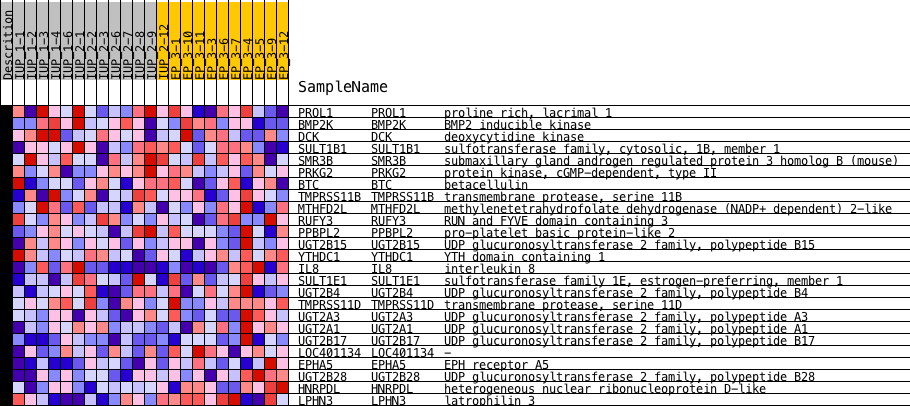 Descrition
IUP_1-1
IUP_1-2
IUP_1-3
IUP_1-4
IUP_1-6
IUP_2-1
IUP_2-2
IUP_2-3
IUP_2-6
IUP_2-7
IUP_2-8
IUP_2-9
IUP_2-12
EP_3-1
EP_3-10
EP_3-11
EP_3-3
EP_3-6
EP_3-7
EP_3-4
EP_3-5
EP_3-9
EP_3-12
SampleName
PROL1 PROL1 proline rich, lacrimal 1
BMP2K BMP2K BMP2 inducible kinase
DCK DCK deoxycytidine kinase
SULT1B1 SULT1B1 sulfotransferase family, cytosolic, 1B, member 1
SMR3B SMR3B submaxillary gland androgen regulated protein 3 homolog B (mouse)
PRKG2 PRKG2 protein kinase, cGMP-dependent, type II
BTC BTC betacellulin
TMPRSS11B TMPRSS11B transmembrane protease, serine 11B
MTHFD2L MTHFD2L methylenetetrahydrofolate dehydrogenase (NADP+ dependent) 2-like
RUFY3 RUFY3 RUN and FYVE domain containing 3
PPBPL2 PPBPL2 pro-platelet basic protein-like 2
UGT2B15 UGT2B15 UDP glucuronosyltransferase 2 family, polypeptide B15
YTHDC1 YTHDC1 YTH domain containing 1
IL8 IL8 interleukin 8
SULT1E1 SULT1E1 sulfotransferase family 1E, estrogen-preferring, member 1
UGT2B4 UGT2B4 UDP glucuronosyltransferase 2 family, polypeptide B4
TMPRSS11D TMPRSS11D transmembrane protease, serine 11D
UGT2A3 UGT2A3 UDP glucuronosyltransferase 2 family, polypeptide A3
UGT2A1 UGT2A1 UDP glucuronosyltransferase 2 family, polypeptide A1
UGT2B17 UGT2B17 UDP glucuronosyltransferase 2 family, polypeptide B17
LOC401134 LOC401134 -
EPHA5 EPHA5 EPH receptor A5
UGT2B28 UGT2B28 UDP glucuronosyltransferase 2 family, polypeptide B28
HNRPDL HNRPDL heterogeneous nuclear ribonucleoprotein D-like
LPHN3 LPHN3 latrophilin 3